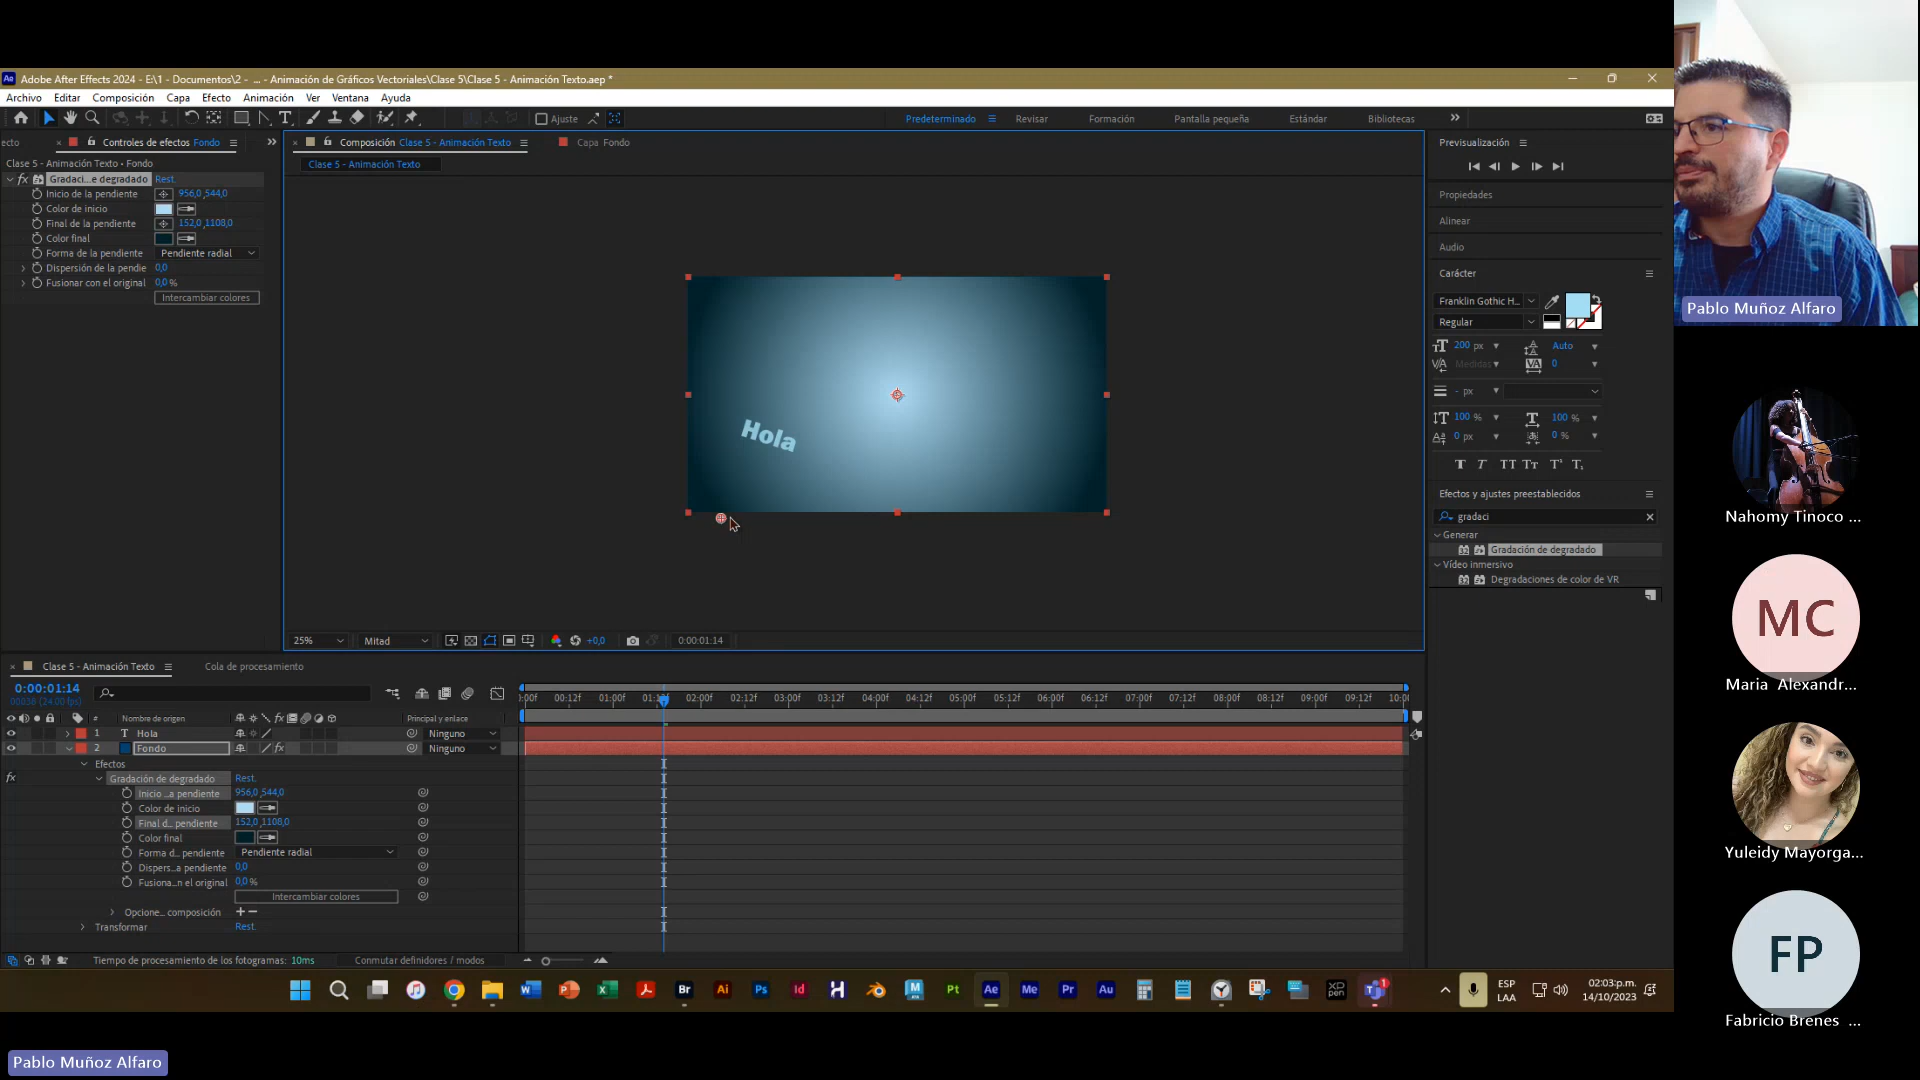 Adobe After Effects 2024 - E:\1 - Documentos\2 - ... - Animación de Gráficos Vectoriales\Clase 5\Clase 5 - Animación Texto.aep *
Archivo Editar Composición Capa Efecto Animación Ver Ventana Ayuda
Ajuste
Predeterminado Revisar Formación Pantalla pequeña Estándar Bibliotecas
ecto Controles de efectos Fondo
Clase 5 - Animación Texto • Fondo
fx Gradaci...e degradado Rest.
Inicio de la pendiente 956,0,544,0
Color de inicio
Final de la pendiente 152,0,1108,0
Color final
Forma de la pendiente Pendiente radial
Dispersión de la pendie 0,0
Fusionar con el original 0,0 %
Intercambiar colores
Composición Clase 5 - Animación Texto Capa Fondo
Clase 5 - Animación Texto
Hola
25% Mitad +0,0 0:00:01:14
Previsualización
Propiedades
Alinear
Audio
Carácter
Franklin Gothic H...
Regular
200 px Auto
Medidas 0
- px
100 % 100 %
0 px 0 %
Efectos y ajustes preestablecidos
gradaci
Generar
Gradación de degradado
Vídeo inmersivo
Degradaciones de color de VR
Clase 5 - Animación Texto Cola de procesamiento
0:00:01:14
00038 (24.00 fps)
:00f 00:12f 01:00f 01:12f 02:00f 02:12f 03:00f 03:12f 04:00f 04:12f 05:00f 05:12f 06:00f 06:12f 07:00f 07:12f 08:00f 08:12f 09:00f 09:12f 10:00
# Nombre de origen Principal y enlace
1 T Hola Ninguno
2 Fondo fx Ninguno
Efectos
fx Gradación de degradado Rest.
Inicio ...a pendiente 956,0,544,0
Color de inicio
Final d... pendiente 152,0,1108,0
Color final
Forma d... pendiente Pendiente radial
Dispers...a pendiente 0,0
Fusiona...n el original 0,0 %
Intercambiar colores
Opcione... composición + −
Transformar Rest.
Tiempo de procesamiento de los fotogramas: 10ms Conmutar definidores / modos
ESP
LAA
02:03p.m.
14/10/2023
Pablo Muñoz Alfaro
Pablo Muñoz Alfaro
Nahomy Tinoco ...
MC
Maria Alexandr...
Yuleidy Mayorga...
FP
Fabricio Brenes ...